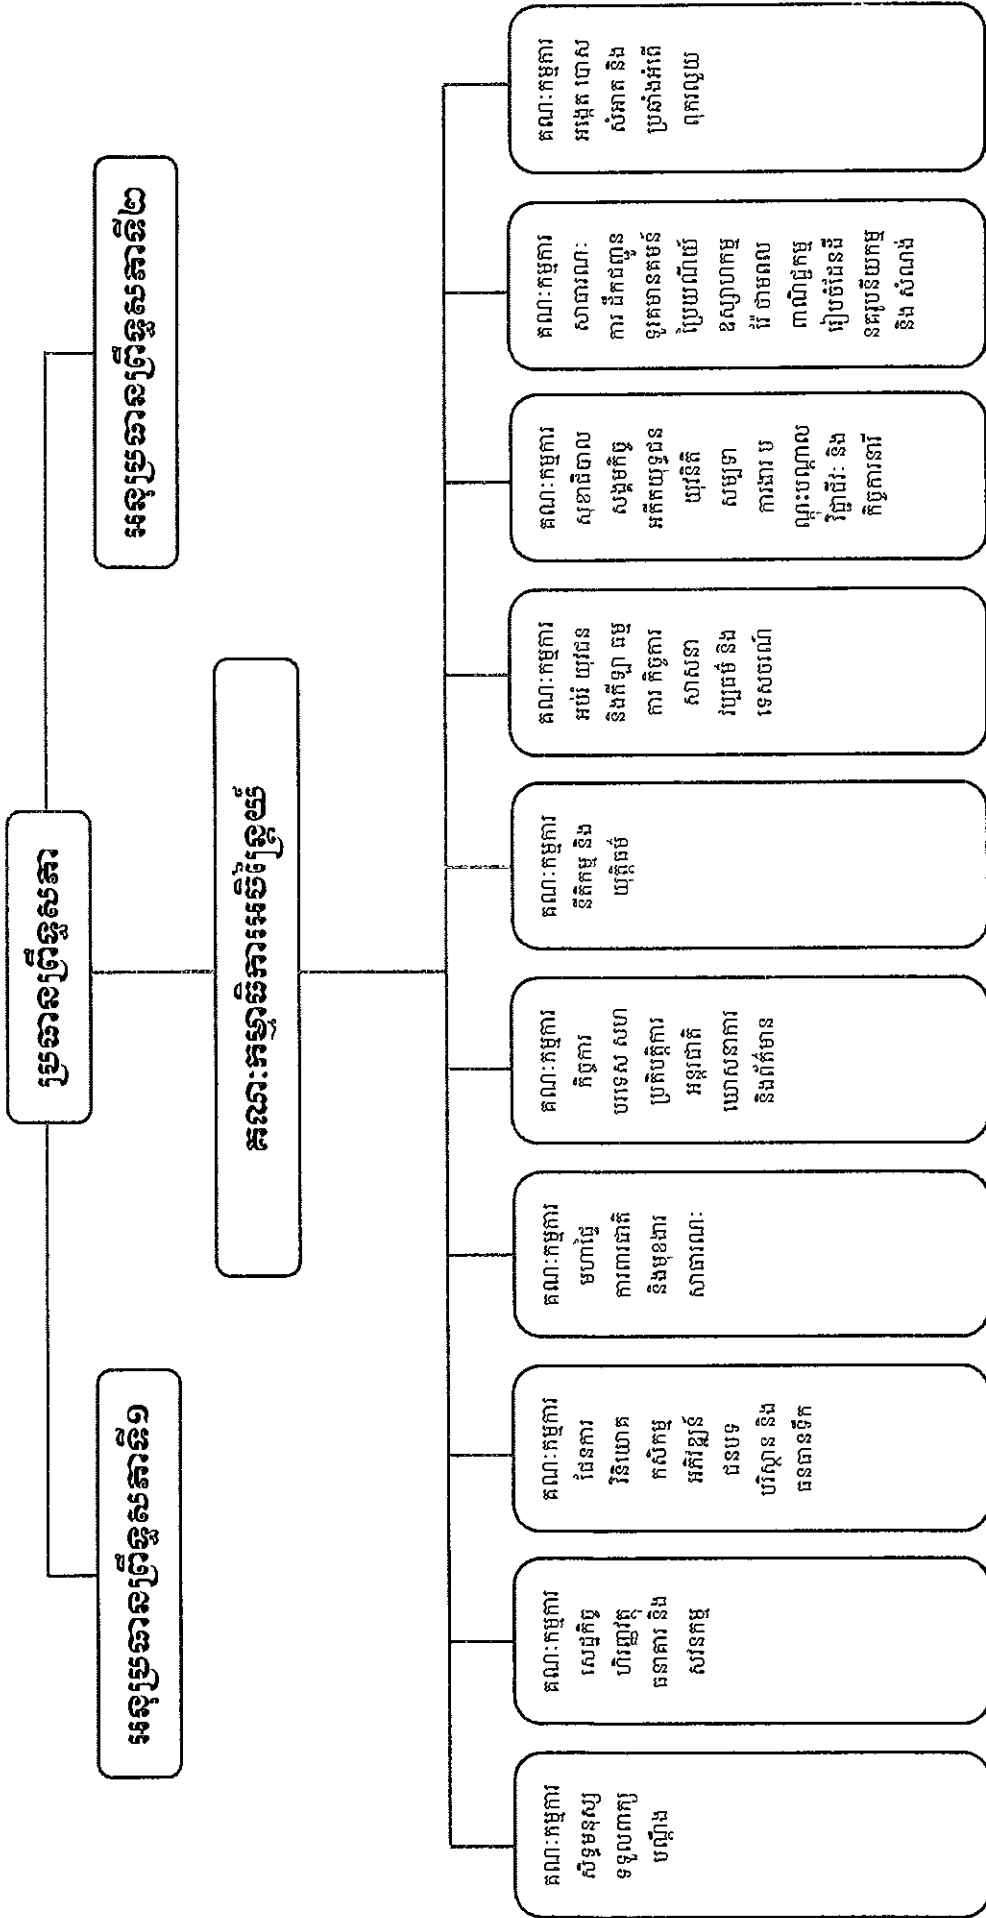 ប្រធានព្រឹទ្ធសភា
អនុប្រធានព្រឹទ្ធសភាទី១
អនុប្រធានព្រឹទ្ធសភាទី២
គណៈកម្មាធិការអចិន្ត្រៃយ៍
គណៈកម្មការ
សិទ្ធមនុស្ស
ទទួលពាក្យ
បណ្តឹង
គណៈកម្មការ
សេដ្ឋកិច្ច
ហិរញ្ញវត្ថុ
ធនាគារ និង
សវនកម្ម
គណៈកម្មការ
ផែនការ
វិនិយោគ
កសិកម្ម
អភិវឌ្ឍន៍
ជនបទ
បរិស្ថាន និង
ធនធានទឹក
គណៈកម្មការ
មហាផ្ទៃ
ការពារជាតិ
និងមុខងារ
សាធារណៈ
គណៈកម្មការ
កិច្ចការ
បរទេស សហ
ប្រតិបត្តិការ
អន្តរជាតិ
ឃោសនាការ
និងព័ត៌មាន
គណៈកម្មការ
នីតិកម្ម និង
យុត្តិធម៌
គណៈកម្មការ
អប់រំ យុវជន
និងកីឡា ធម្ម
ការ កិច្ចការ
សាសនា
វប្បធម៌ និង
ទេសចរណ៍
គណៈកម្មការ
សុខាភិបាល
សង្គមកិច្ច
អតីតយុទ្ធជន
យុវនីតិ
សម្បទា
ការងារ ប
ណ្តុះបណ្តាល
វិជ្ជាជីវៈ និង
កិច្ចការនារី
គណៈកម្មការ
សាធារណៈ
ការ ដឹកជញ្ជូន
ទូរគមនាគមន៍
ប្រៃសណីយ៍
ឧស្សាហកម្ម
រ៉ែ ថាមពល
ពាណិជ្ជកម្ម
រៀបចំដែនដី
នគរូបនីយកម្ម
និង សំណង់
គណៈកម្មការ
អង្កេត បោស
សំអាត និង
ប្រឆាំងអំពើ
ពុករលួយ